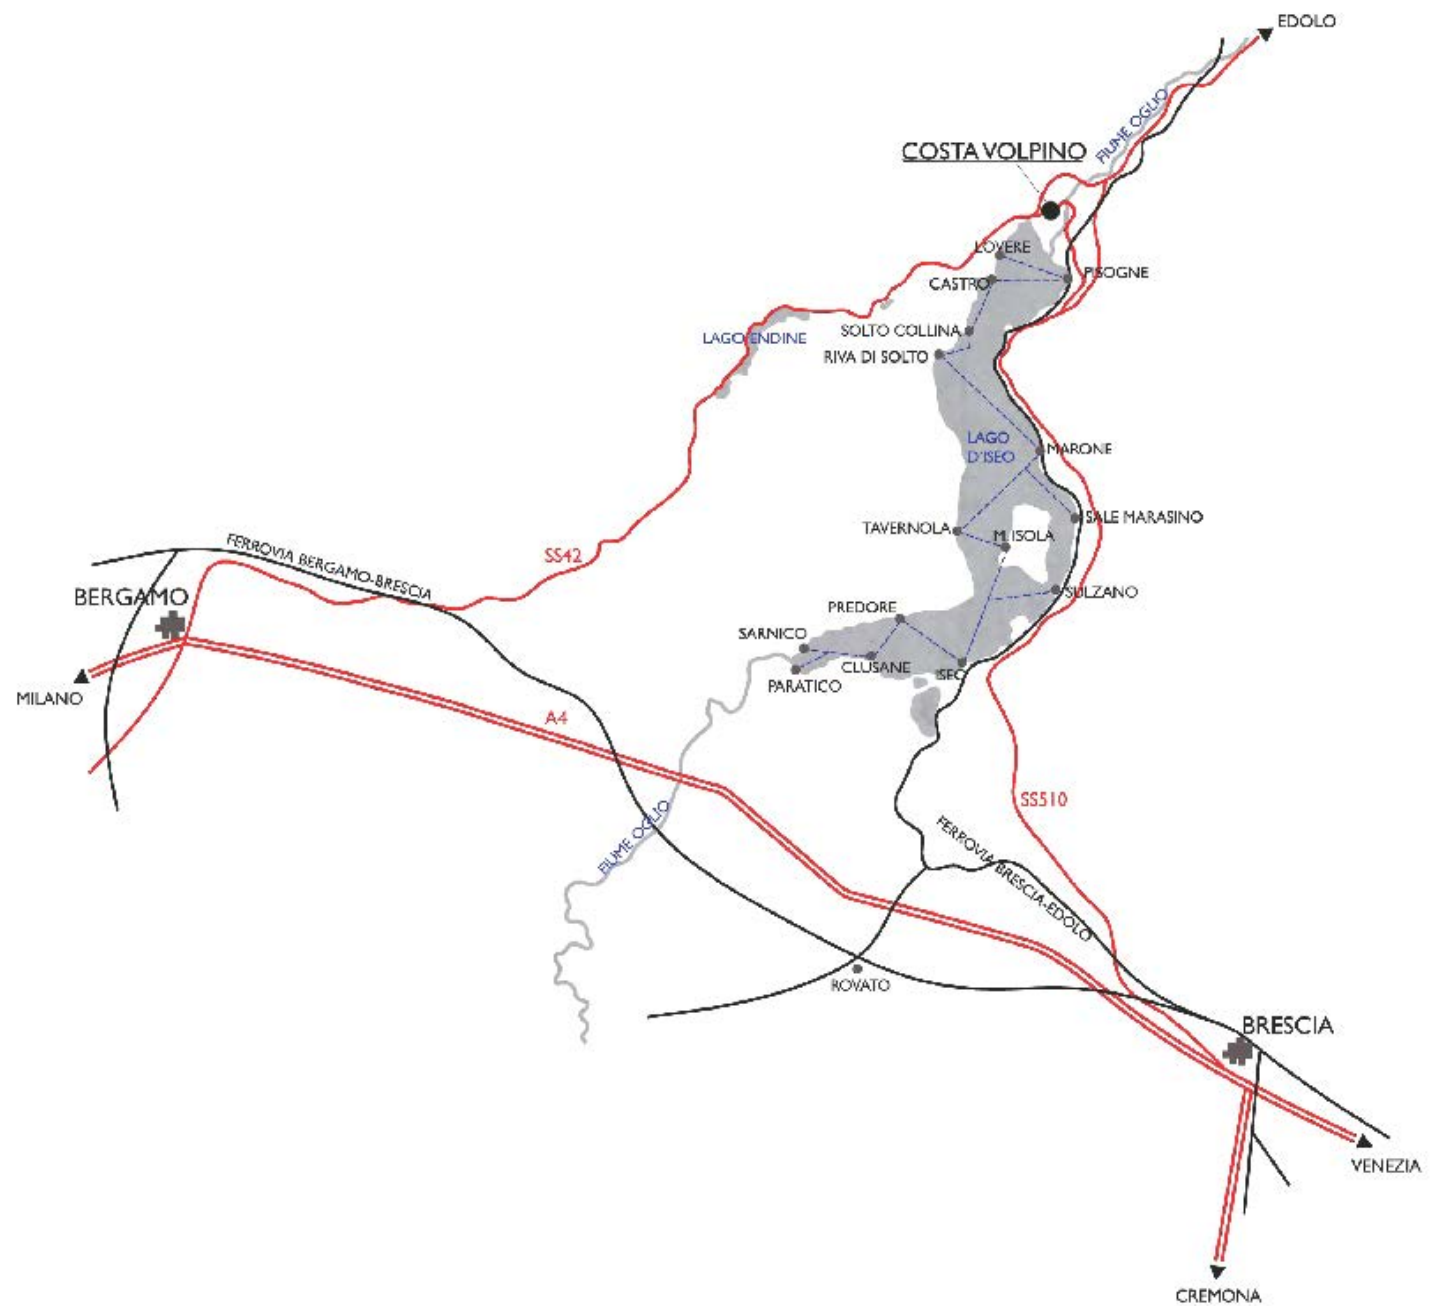 EDOLO
FIUME OGLIO
COSTA VOLPINO
LOVERE
PISOGNE
CASTRO
SOLTO COLLINA
LAGO ENDINE
RIVA DI SOLTO
LAGO
D'ISEO
MARONE
SALE MARASINO
TAVERNOLA
M. ISOLA
FERROVIA BERGAMO-BRESCIA
SS42
BERGAMO
SULZANO
PREDORE
SARNICO
CLUSANE
ISEO
PARATICO
MILANO
A4
SS510
FIUME OGLIO
FERROVIA BRESCIA-EDOLO
ROVATO
BRESCIA
VENEZIA
CREMONA